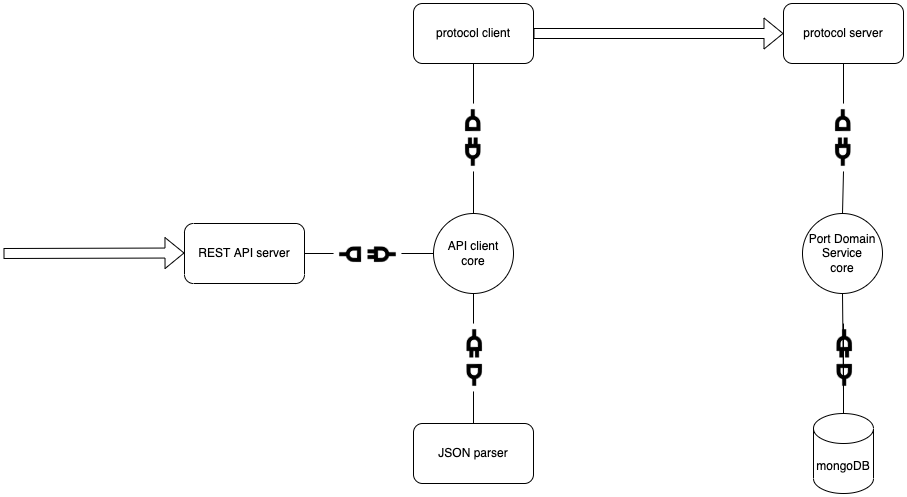 protocol client
protocol server
REST API server
API client
core
Port Domain
Service
core
JSON parser
mongoDB